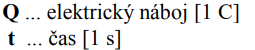 Q ... elektrický náboj [1 C]
t ... čas [1 s]